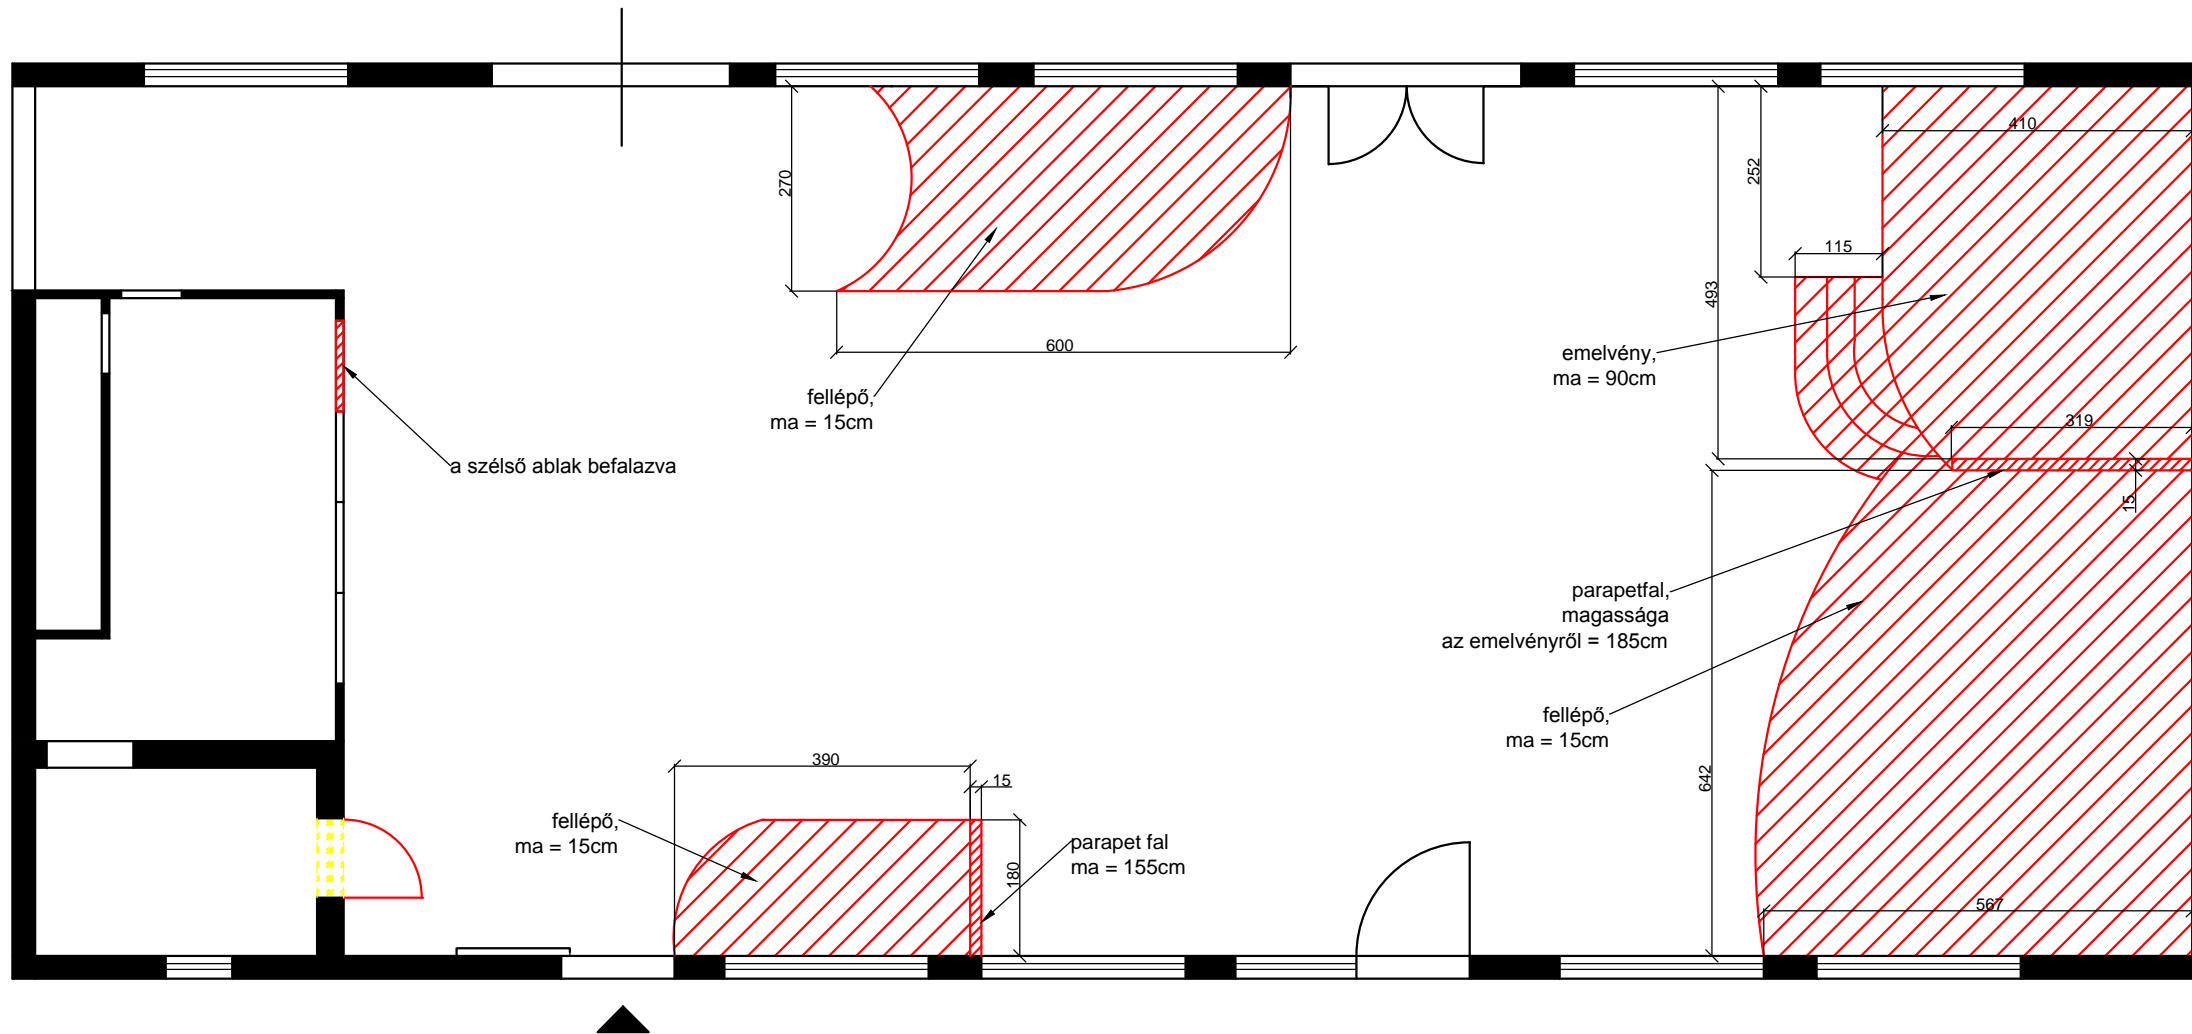 410
270
252
115
493
600
emelvény,
ma = 90cm
fellépő,
ma = 15cm
319
a szélső ablak befalazva
15
parapetfal,
magassága
az emelvényről = 185cm
fellépő,
ma = 15cm
390
15
642
fellépő,
ma = 15cm
parapet fal
ma = 155cm
180
567